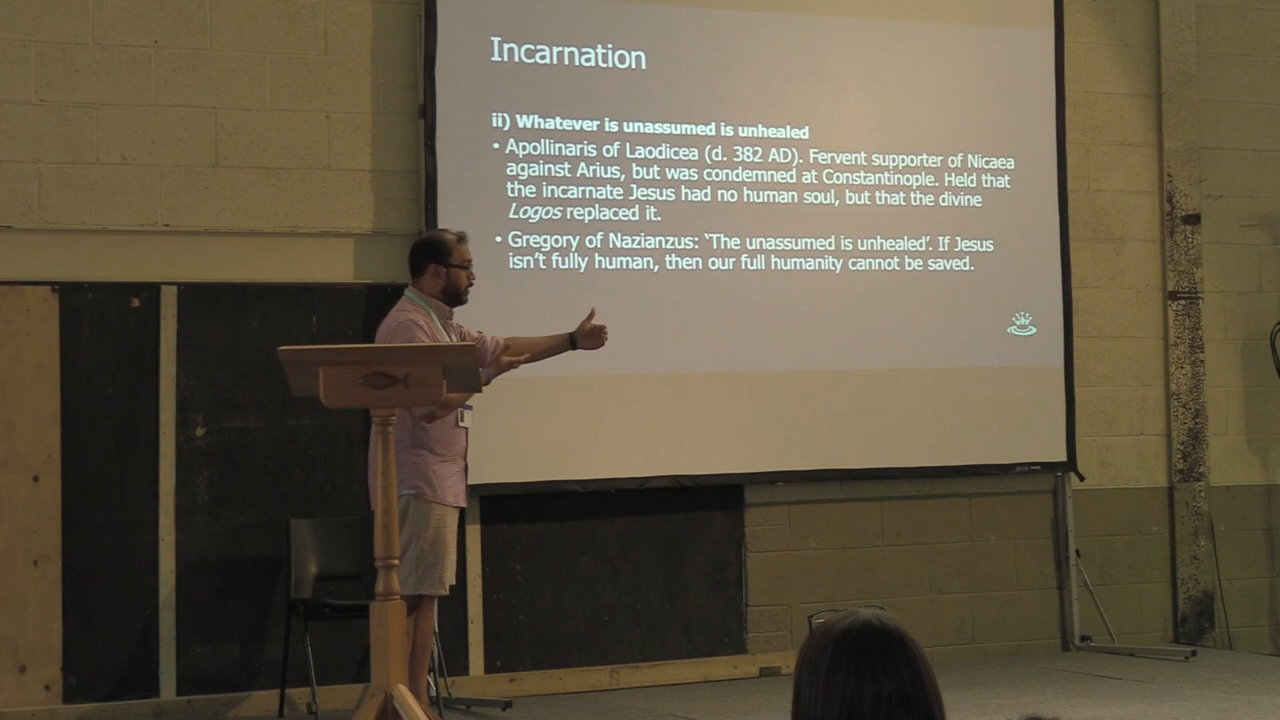 Incarnation
ii) Whatever is unassumed is unhealed
• Apollinaris of Laodicea (d. 382 AD). Fervent supporter of Nicaea
against Arius, but was condemned at Constantinople. Held that
the incarnate Jesus had no human soul, but that the divine
Logos replaced it.
• Gregory of Nazianzus: ‘The unassumed is unhealed’. If Jesus
isn’t fully human, then our full humanity cannot be saved.